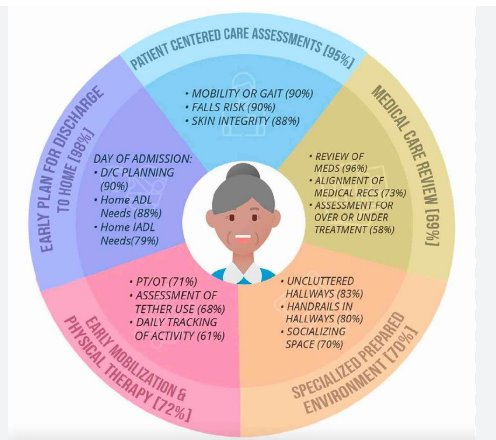 PATIENT CENTERED CARE ASSESSMENTS [95%]
• MOBILITY OR GAIT (90%)
• FALLS RISK (90%)
• SKIN INTEGRITY (88%)
MEDICAL CARE REVIEW [69%]
• REVIEW OF
MEDS (96%)
• ALIGNMENT OF
MEDICAL RECS (73%)
• ASSESSMENT FOR
OVER OR UNDER
TREATMENT (58%)
SPECIALIZED PREPARED
ENVIRONMENT [70%]
• UNCLUTTERED
HALLWAYS (83%)
• HANDRAILS IN
HALLWAYS (80%)
• SOCIALIZING
SPACE (70%)
EARLY MOBILIZATION &
PHYSICAL THERAPY [72%]
• PT/OT (71%)
• ASSESSMENT OF
TETHER USE (68%)
• DAILY TRACKING
OF ACTIVITY (61%)
EARLY PLAN FOR DISCHARGE
TO HOME [98%]
DAY OF ADMISSION:
• D/C PLANNING
(90%)
• Home ADL
Needs (88%)
• Home IADL
Needs(79%)